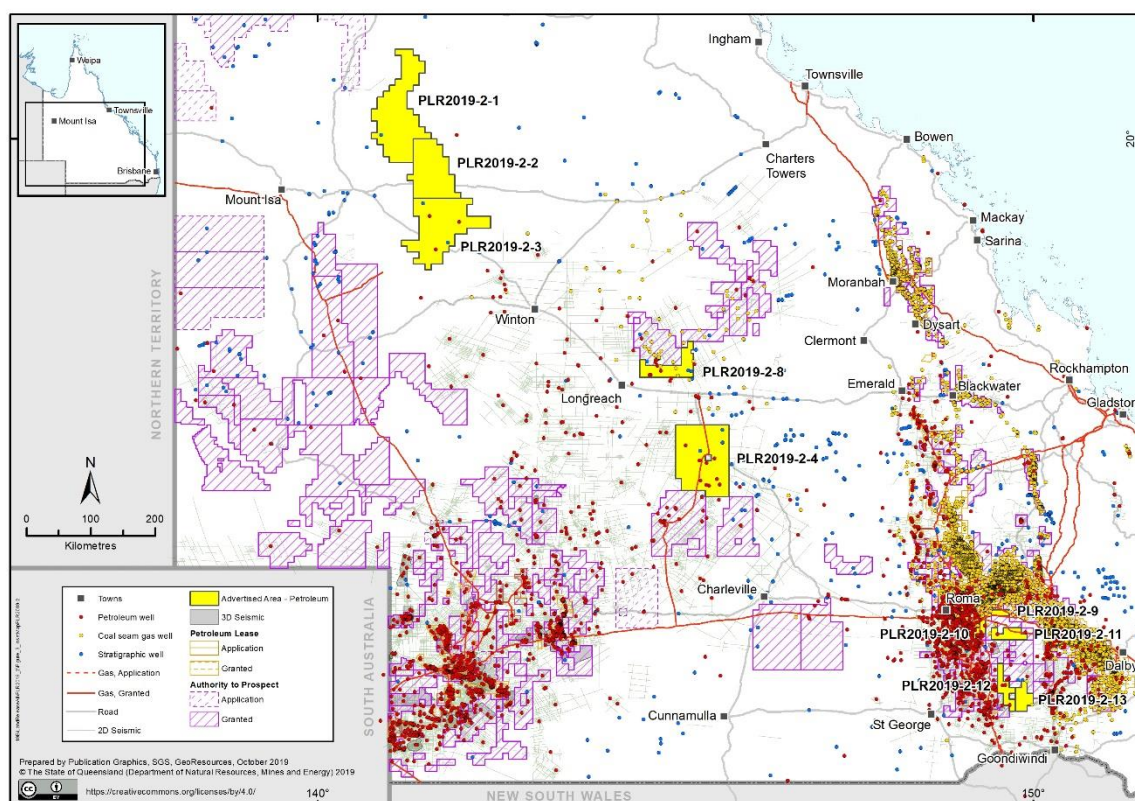 Weipa
Townsville
Mount Isa
Brisbane
Ingham
Townsville
PLR2019-2-1
Bowen
20°
PLR2019-2-2
Charters
Towers
Mount Isa
Mackay
Sarina
PLR2019-2-3
Moranbah
Winton
Dysart
Clermont
Rockhampton
PLR2019-2-8
Emerald
Blackwater
Longreach
Gladston
NORTHERN TERRITORY
PLR2019-2-4
N
0 100 200
Kilometres
Charleville
Roma
PLR2019-2-9
PLR2019-2-10
PLR2019-2-11
Dalby
PLR2019-2-12
PLR2019-2-13
Cunnamulla
St George
Goondiwindi
SOUTH AUSTRALIA
Towns
Petroleum well
Coal seam gas well
Stratigraphic well
Gas, Application
Gas, Granted
Road
2D Seismic
Advertised Area - Petroleum
3D Seismic
Petroleum Lease
Application
Granted
Authority to Prospect
Application
Granted
Prepared by Publication Graphics, SGS, GeoResources, October 2019
© The State of Queensland (Department of Natural Resources, Mines and Energy) 2019
cc BY https://creativecommons.org/licenses/by/4.0/
140°
NEW SOUTH WALES
150°